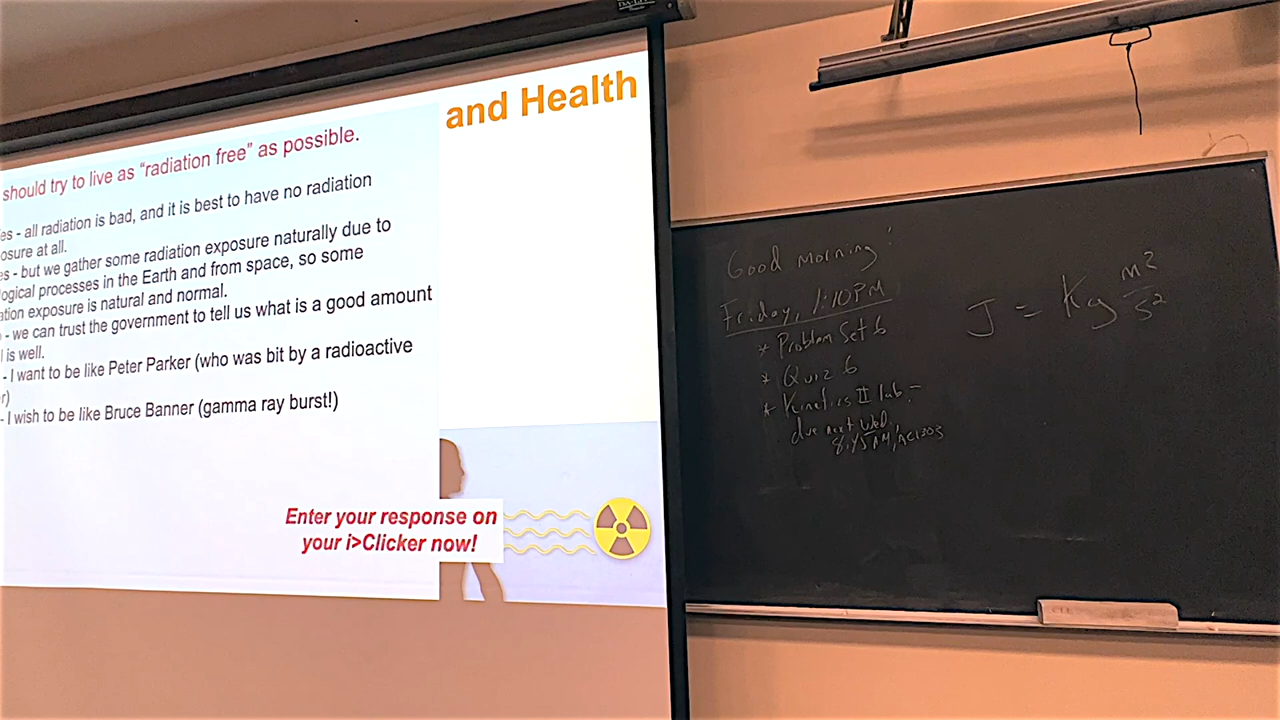 and Health
should try to live as "radiation free" as possible.
es - all radiation is bad, and it is best to have no radiation
osure at all.
es - but we gather some radiation exposure naturally due to
ogical processes in the Earth and from space, so some
ation exposure is natural and normal.
- we can trust the government to tell us what is a good amount
l is well.
- I want to be like Peter Parker (who was bit by a radioactive
r)
- I wish to be like Bruce Banner (gamma ray burst!)
Enter your response on
your i>Clicker now!
Good Morning!
Friday, 1:10PM
* Problem Set 6
* Quiz 6
* Kinetics II lab -
due next Wed.
8:45AM, AC1303
J = Kg m²/s²